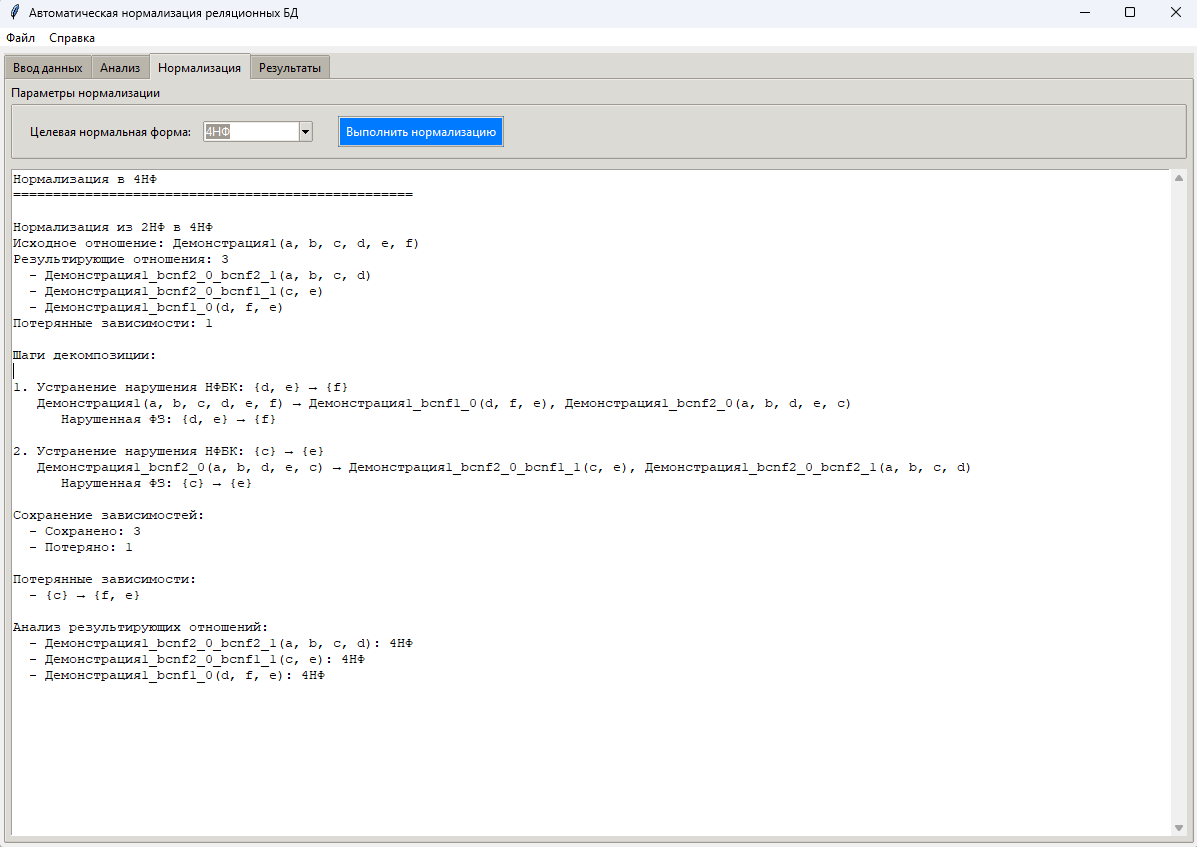 Автоматическая нормализация реляционных БД
Файл Справка
Ввод данных Анализ Нормализация Результаты
Параметры нормализации
Целевая нормальная форма: 4НФ Выполнить нормализацию
Нормализация в 4НФ
==================================================
Нормализация из 2НФ в 4НФ
Исходное отношение: Демонстрация1(a, b, c, d, e, f)
Результирующие отношения: 3
- Демонстрация1_bcnf2_0_bcnf2_1(a, b, c, d)
- Демонстрация1_bcnf2_0_bcnf1_1(c, e)
- Демонстрация1_bcnf1_0(d, f, e)
Потерянные зависимости: 1
Шаги декомпозиции:
1. Устранение нарушения НФБК: {d, e} → {f}
Демонстрация1(a, b, c, d, e, f) → Демонстрация1_bcnf1_0(d, f, e), Демонстрация1_bcnf2_0(a, b, d, e, c)
Нарушенная ФЗ: {d, e} → {f}
2. Устранение нарушения НФБК: {c} → {e}
Демонстрация1_bcnf2_0(a, b, d, e, c) → Демонстрация1_bcnf2_0_bcnf1_1(c, e), Демонстрация1_bcnf2_0_bcnf2_1(a, b, c, d)
Нарушенная ФЗ: {c} → {e}
Сохранение зависимостей:
- Сохранено: 3
- Потеряно: 1
Потерянные зависимости:
- {c} → {f, e}
Анализ результирующих отношений:
- Демонстрация1_bcnf2_0_bcnf2_1(a, b, c, d): 4НФ
- Демонстрация1_bcnf2_0_bcnf1_1(c, e): 4НФ
- Демонстрация1_bcnf1_0(d, f, e): 4НФ